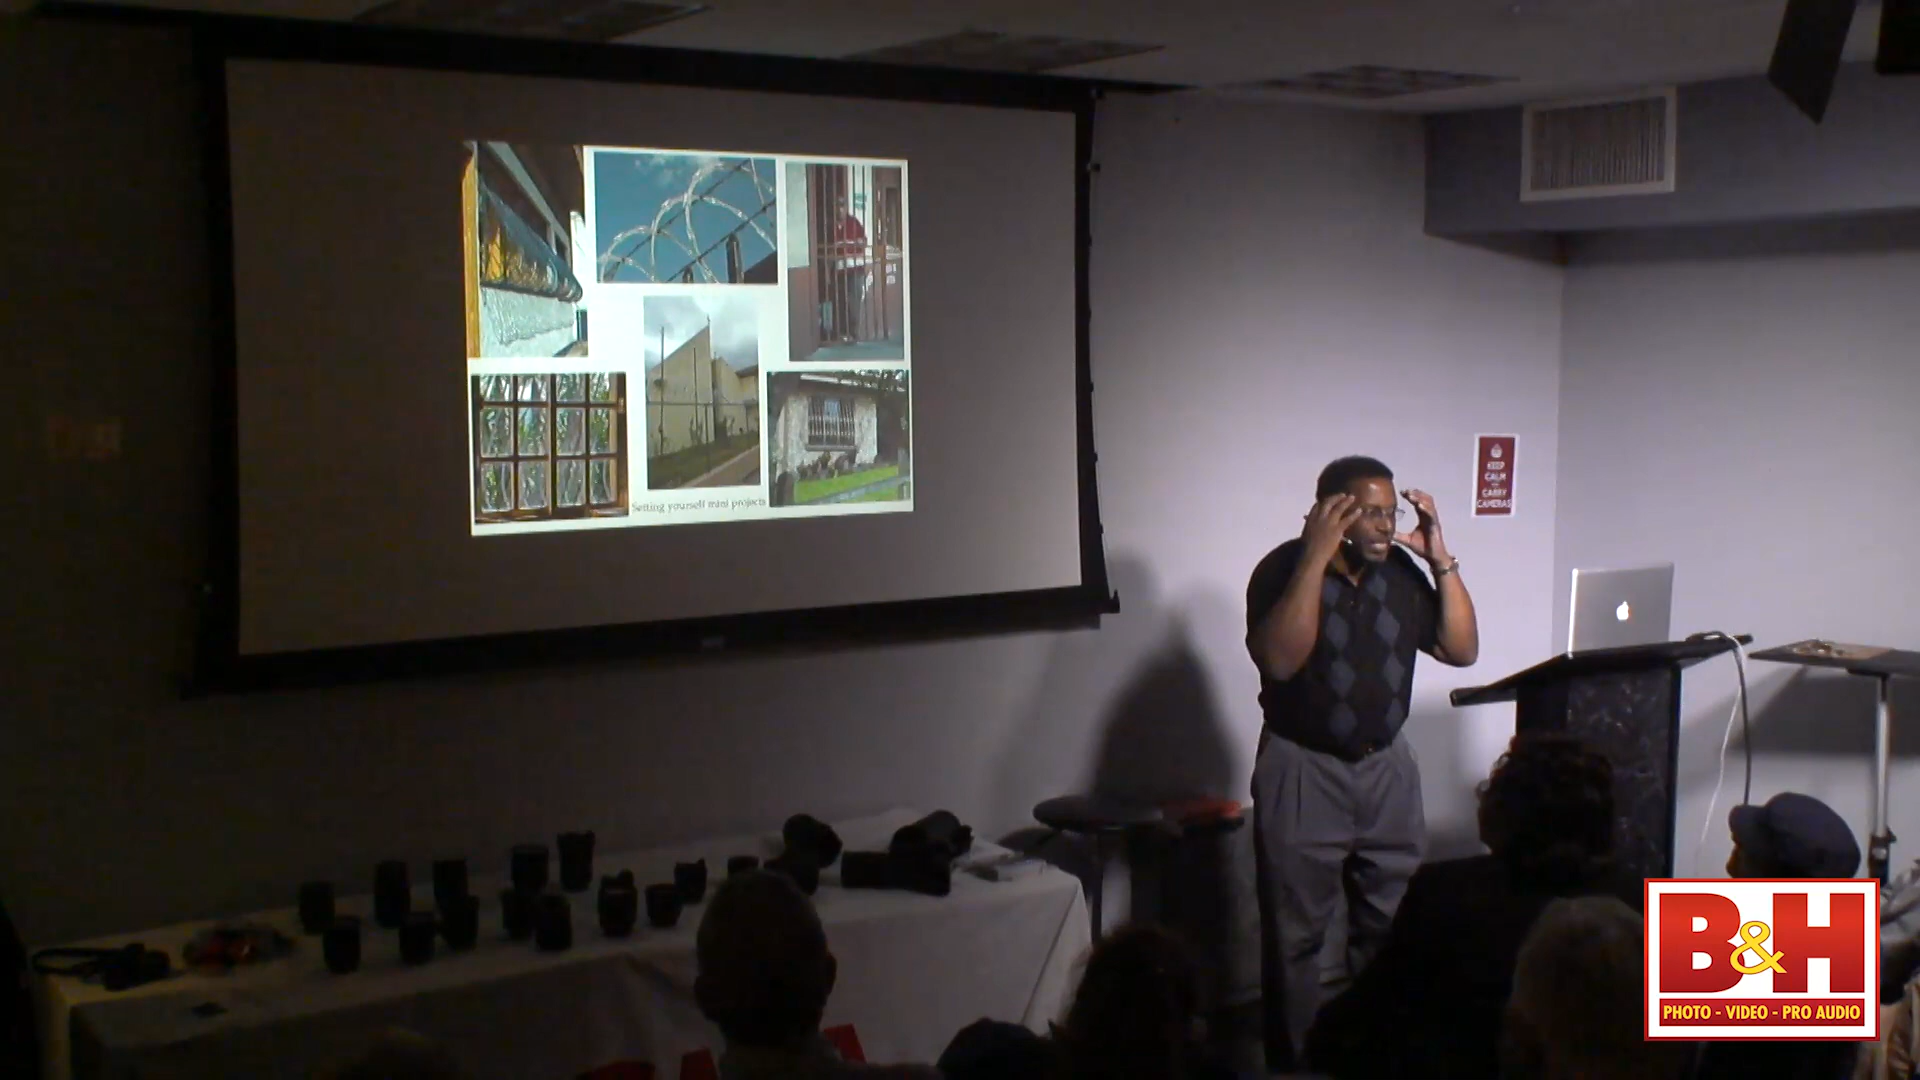 Setting yourself mini projects
KEEP
CALM
CARRY
CAMERAS
B&H
PHOTO - VIDEO - PRO AUDIO